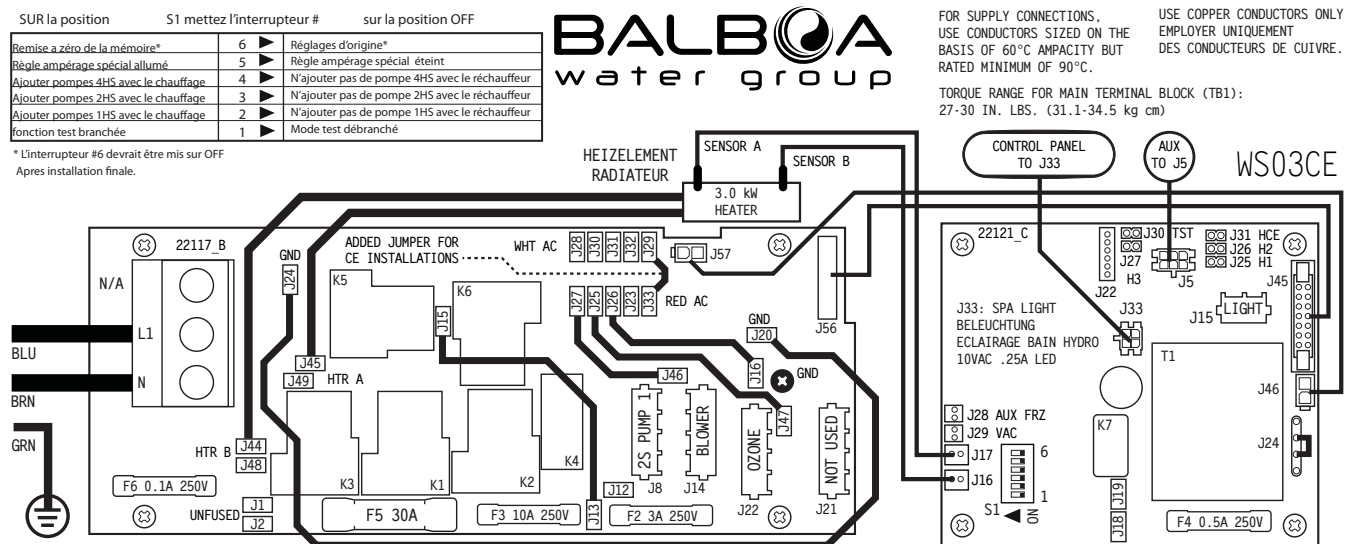 SUR la position S1 mettez l'interrupteur # sur la position OFF
Remise a zéro de la mémoire* 6 ► Réglages d'origine*
Règle ampérage spécial allumé 5 ► Règle ampérage spécial éteint
Ajouter pompes 4HS avec le chauffage 4 ► N'ajouter pas de pompe 4HS avec le réchauffeur
Ajouter pompes 2HS avec le chauffage 3 ► N'ajouter pas de pompe 2HS avec le réchauffeur
Ajouter pompes 1HS avec le chauffage 2 ► N'ajouter pas de pompe 1HS avec le réchauffeur
fonction test branchée 1 ► Mode test débranché
* L'interrupteur #6 devrait être mis sur OFF
Apres installation finale.
BALBOA
water group
FOR SUPPLY CONNECTIONS,
USE CONDUCTORS SIZED ON THE
BASIS OF 60°C AMPACITY BUT
RATED MINIMUM OF 90°C.
USE COPPER CONDUCTORS ONLY
EMPLOYER UNIQUEMENT
DES CONDUCTEURS DE CUIVRE.
TORQUE RANGE FOR MAIN TERMINAL BLOCK (TB1):
27-30 IN. LBS. (31.1-34.5 kg cm)
HEIZELEMENT
RADIATEUR
SENSOR A
SENSOR B
3.0 kW
HEATER
CONTROL PANEL
TO J33
AUX
TO J5
WS03CE
22117_B
N/A
L1
N
BLU
BRN
GRN
GND
J24
ADDED JUMPER FOR
CE INSTALLATIONS
WHT AC
J28
J30
J31
J32
J29
J57
K5
K6
J15
J27
J25
J26
J23
J33
RED AC
J56
GND
J20
J45
J49
HTR A
J46
J16
GND
J47
HTR B
J44
J48
K3
K1
K2
K4
2S PUMP 1
J8
BLOWER
J14
OZONE
J22
NOT USED
J21
F6 0.1A 250V
UNFUSED
J1
J2
F5 30A
F3 10A 250V
J13
J12
F2 3A 250V
22121_C
J22
J30 TST
J27
H3
J5
J31 HCE
J26 H2
J25 H1
J45
J33: SPA LIGHT
BELEUCHTUNG
ECLAIRAGE BAIN HYDRO
10VAC .25A LED
J33
J15
LIGHT
T1
J46
J28 AUX FRZ
J29 VAC
J17
J16
6
1
S1
ON
K7
J19
J18
J24
F4 0.5A 250V